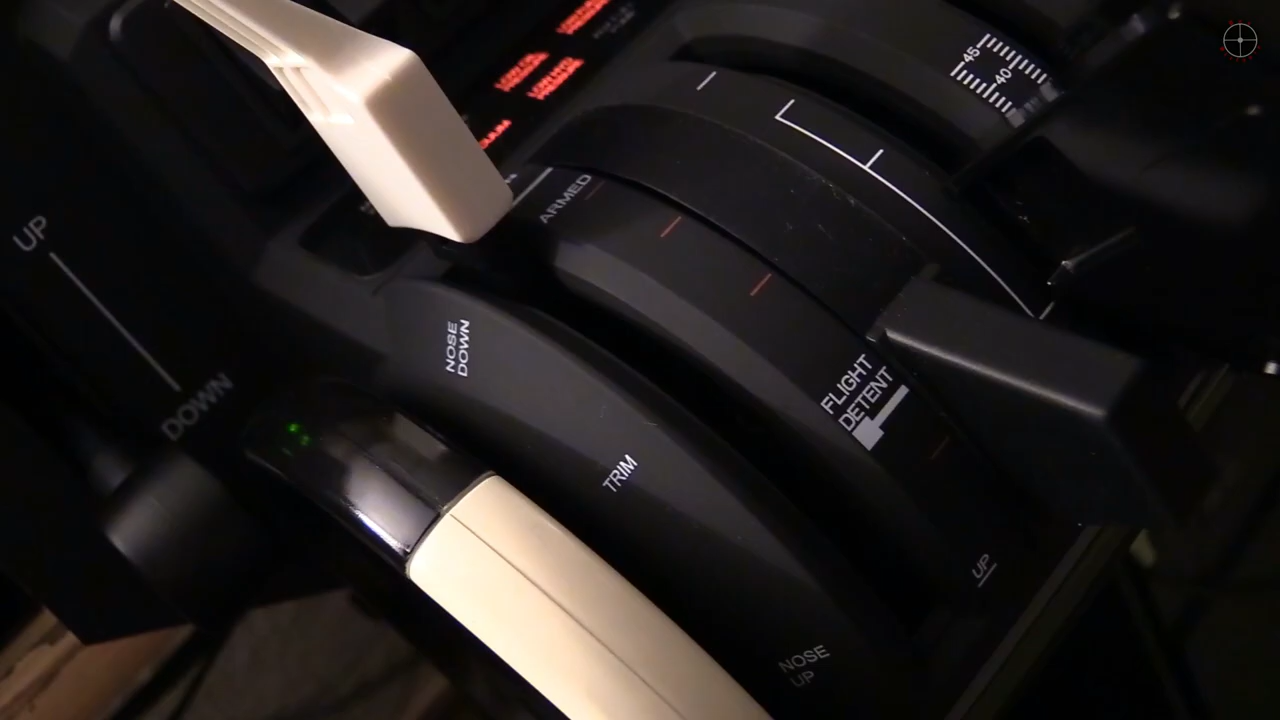 45
40
ARMED
UP
DOWN
NOSE
DOWN
FLIGHT
DETENT
TRIM
UP
NOSE
UP